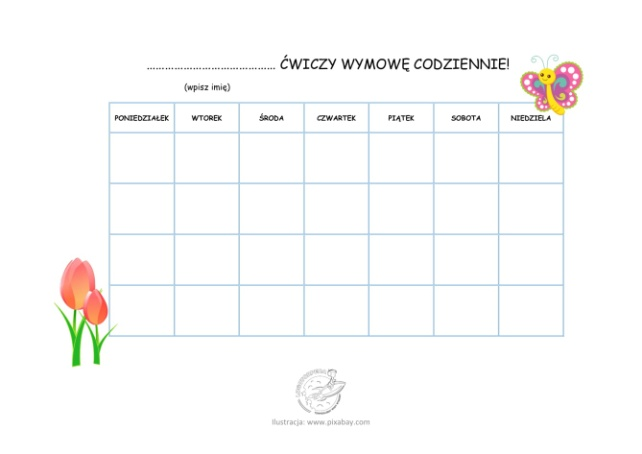 ........................................ ĆWICZY WYMOWĘ CODZIENNIE!
(wpisz imię)
PONIEDZIAŁEK WTOREK ŚRODA CZWARTEK PIĄTEK SOBOTA NIEDZIELA
Ilustracja: www.pixabay.com